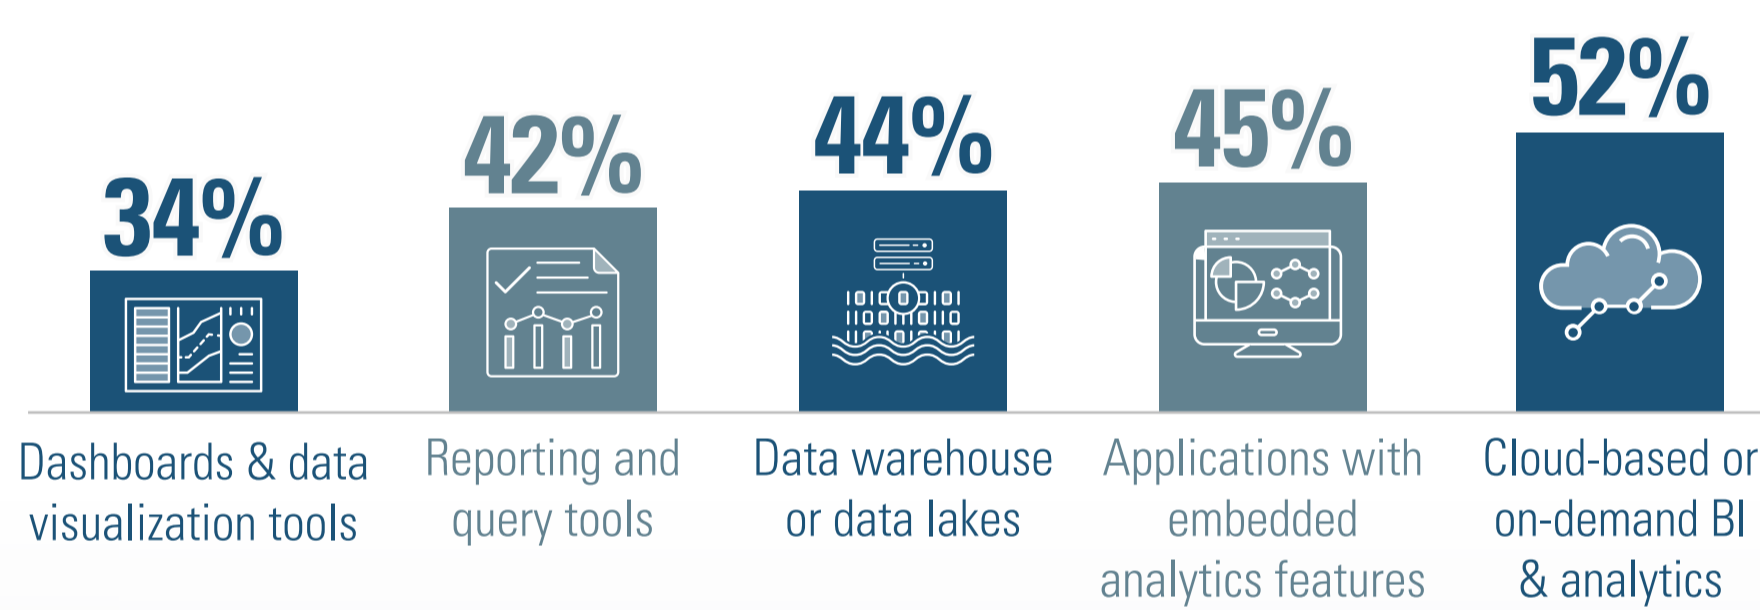 34%
42%
44%
45%
52%
Dashboards & data
visualization tools
Reporting and
query tools
Data warehouse
or data lakes
Applications with
embedded
analytics features
Cloud-based or
on-demand BI
& analytics